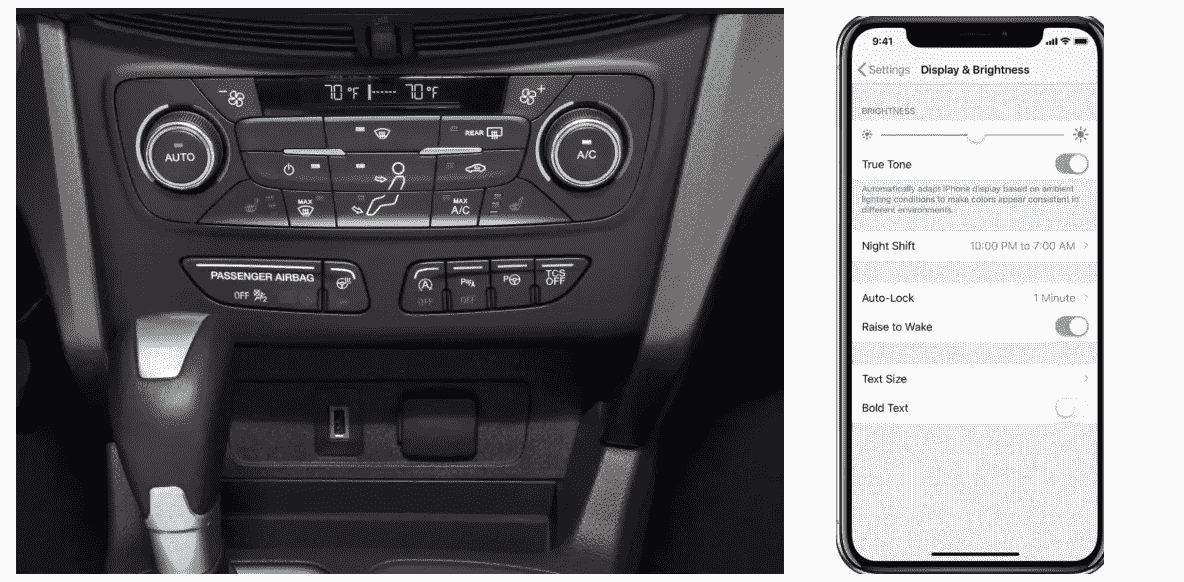 70 °F 70 °F
AUTO
REAR
A/C
MAX
MAX
A/C
PASSENGER AIRBAG
OFF
2
A
OFF
P
OFF
P
TCS
OFF
9:41
Settings Display & Brightness
BRIGHTNESS
True Tone
Automatically adapt iPhone display based on ambient
lighting conditions to make colors appear consistent in
different environments.
Night Shift 10:00 PM to 7:00 AM
Auto-Lock 1 Minute
Raise to Wake
Text Size
Bold Text